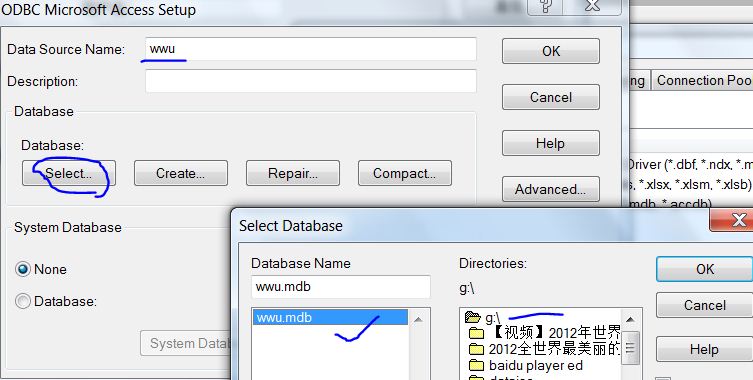 ODBC Microsoft Access Setup
Data Source Name:
wwu
OK
Description:
Cancel
Database
Database:
Help
Select...
Create...
Repair...
Compact...
Advanced...
System Database
None
Database:
System Datab
ng
Connection Poo
Driver (*.dbf, *.ndx, *.m
s, *.xlsx, *.xlsm, *.xlsb)
mdb, *.accdb)
Select Database
Database Name
wwu.mdb
wwu.mdb
Directories:
g:\
g:\
【视频】2012年世界
2012全世界最美丽的
baidu player ed
OK
Cancel
Help